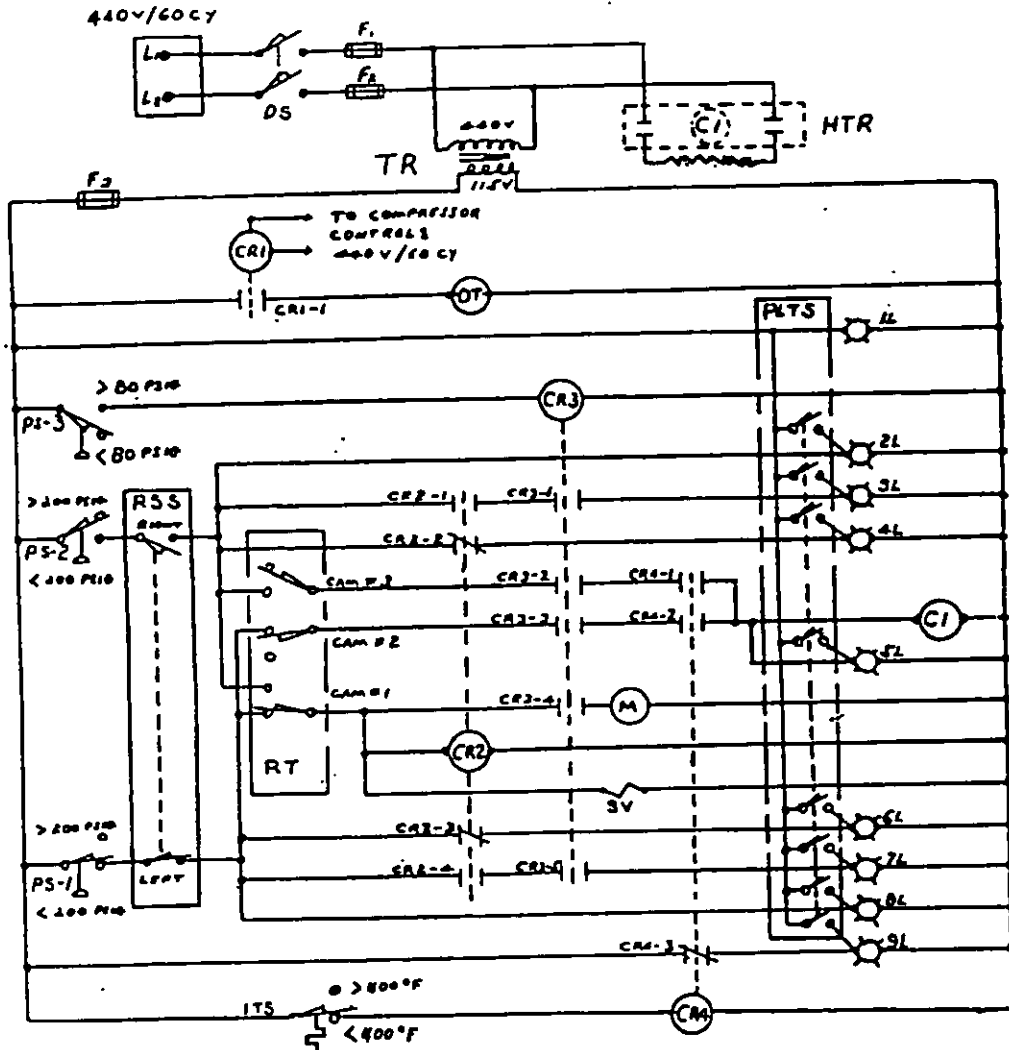 440V/60CY
L1
L2
DS
F1
F2
440V
TR
115V
C1
HTR
F3
CR1
TO COMPRESSOR
CONTROLS
440V/60CY
CR1-1
OT
PLTS
1L
> 80 PSIG
PS-3
< 80 PSIG
CR3
2L
> 200 PSIG
RSS
RIGHT
CR2-1
CR3-1
3L
PS-2
< 200 PSIG
CR2-2
4L
CAM #3
CR3-2
CR4-1
CAM #2
CR3-3
CR4-2
C1
5L
CAM #1
CR3-4
M
RT
CR2
SV
> 200 PSIG
CR2-3
6L
PS-1
LEFT
CR2-4
7L
< 200 PSIG
8L
CR4-3
9L
ITS
> 400°F
< 400°F
CR4